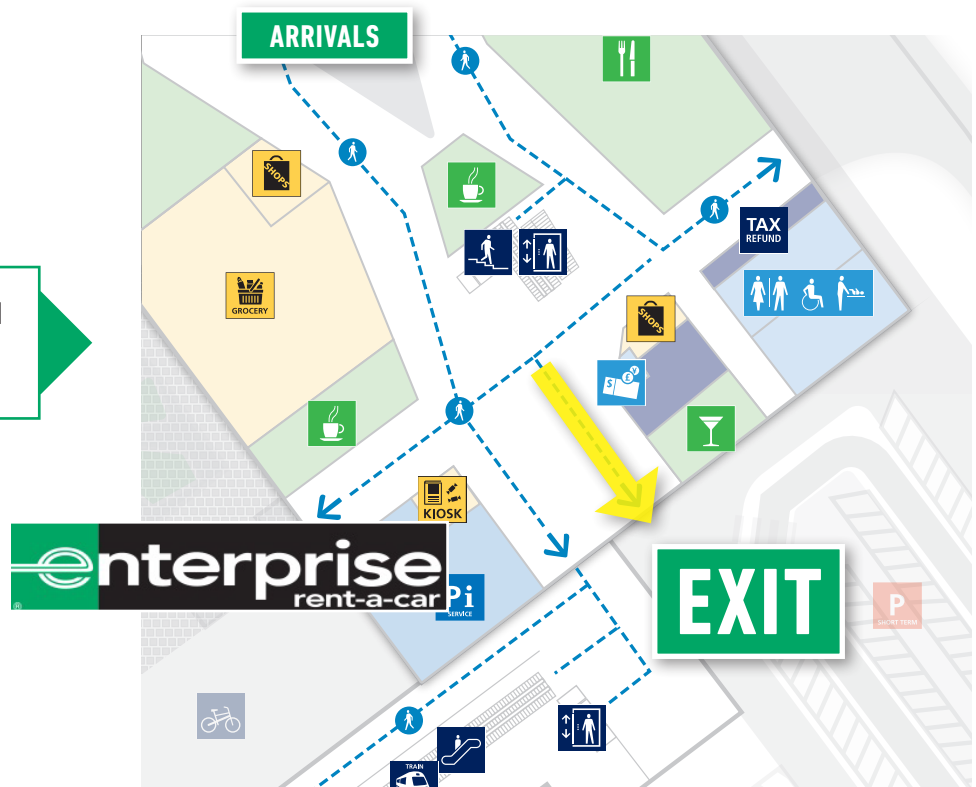 ARRIVALS
SHOPS
TAX
REFUND
GROCERY
SHOPS
$ £ ¥
KIOSK
enterprise
rent-a-car
®
Pi
SERVICE
EXIT
P
SHORT TERM
TRAIN